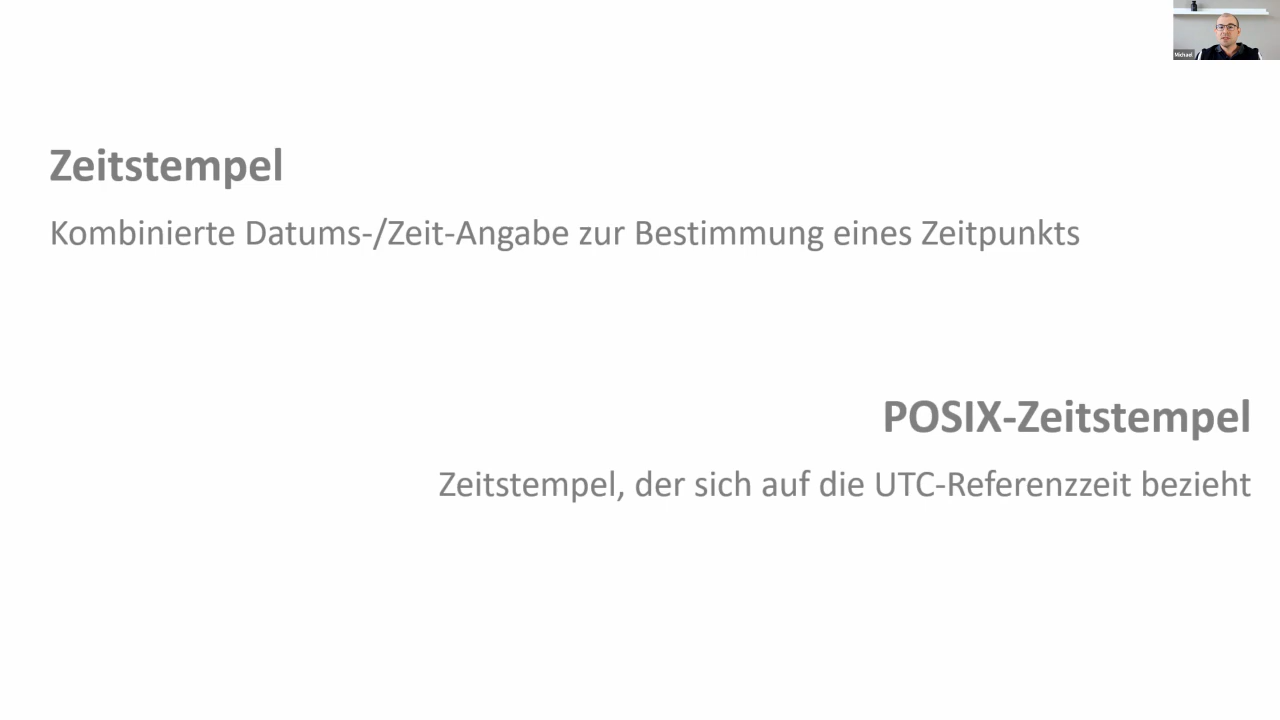 Michael
Zeitstempel
Kombinierte Datums-/Zeit-Angabe zur Bestimmung eines Zeitpunkts
POSIX-Zeitstempel
Zeitstempel, der sich auf die UTC-Referenzzeit bezieht